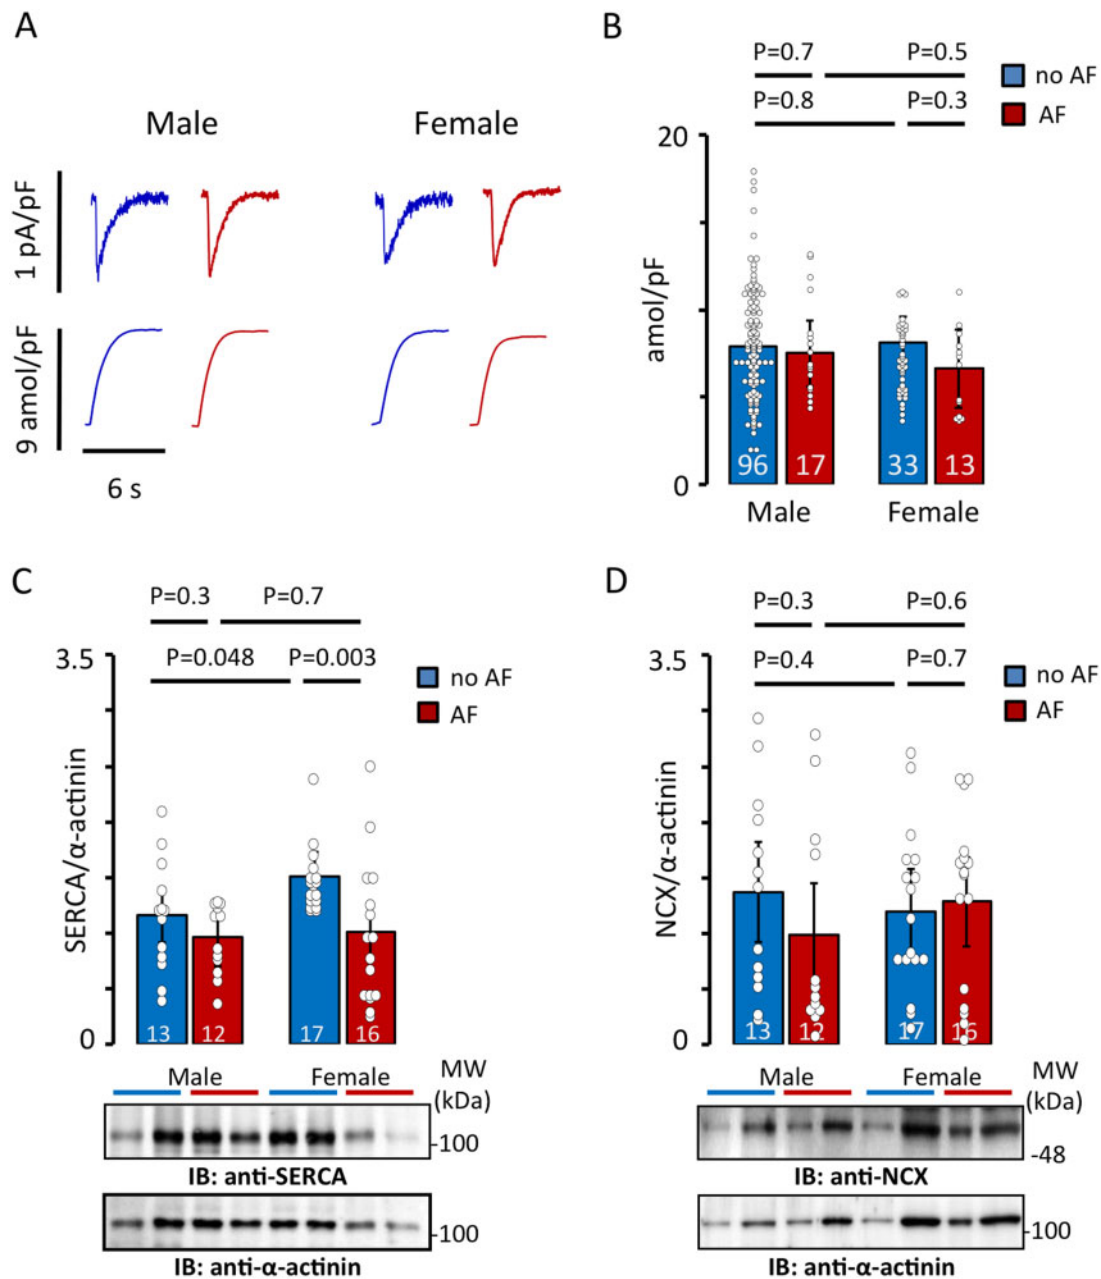 A
Male
Female
1 pA/pF
9 amol/pF
6 s
B
P=0.7
P=0.5
P=0.8
P=0.3
no AF
AF
20
amol/pF
0
96
17
33
13
Male
Female
C
P=0.3
P=0.7
P=0.048
P=0.003
no AF
AF
3.5
SERCA/α-actinin
0
13
12
17
16
Male
Female
MW
(kDa)
-100
IB: anti-SERCA
-100
IB: anti-α-actinin
D
P=0.3
P=0.6
P=0.4
P=0.7
no AF
AF
3.5
NCX/α-actinin
0
13
12
17
16
Male
Female
MW
(kDa)
-48
IB: anti-NCX
-100
IB: anti-α-actinin